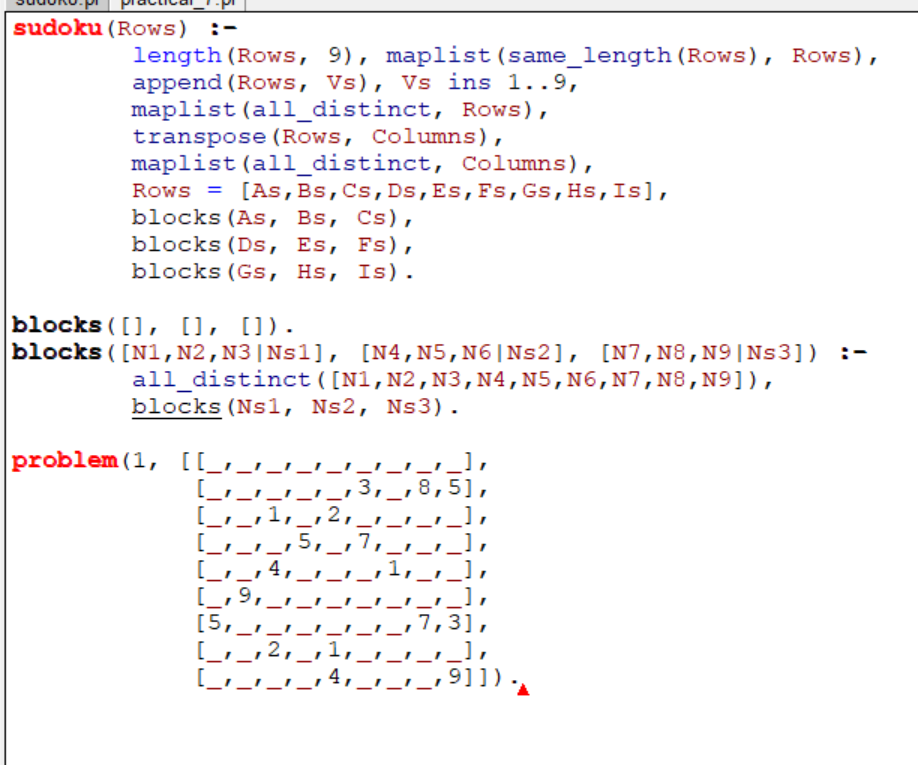 sudoku.pl practical_7.pl
sudoku(Rows) :-
        length(Rows, 9), maplist(same_length(Rows), Rows),
        append(Rows, Vs), Vs ins 1..9,
        maplist(all_distinct, Rows),
        transpose(Rows, Columns),
        maplist(all_distinct, Columns),
        Rows = [As,Bs,Cs,Ds,Es,Fs,Gs,Hs,Is],
        blocks(As, Bs, Cs),
        blocks(Ds, Es, Fs),
        blocks(Gs, Hs, Is).
blocks([], [], []).
blocks([N1,N2,N3|Ns1], [N4,N5,N6|Ns2], [N7,N8,N9|Ns3]) :-
        all_distinct([N1,N2,N3,N4,N5,N6,N7,N8,N9]),
        blocks(Ns1, Ns2, Ns3).
problem(1, [[_,_,_,_,_,_,_,_,_],
            [_,_,_,_,_,3,_,8,5],
            [_,_,1,_,2,_,_,_,_],
            [_,_,_,5,_,7,_,_,_],
            [_,_,4,_,_,_,1,_,_],
            [_,9,_,_,_,_,_,_,_],
            [5,_,_,_,_,_,_,7,3],
            [_,_,2,_,1,_,_,_,_],
            [_,_,_,_,4,_,_,_,9]]).